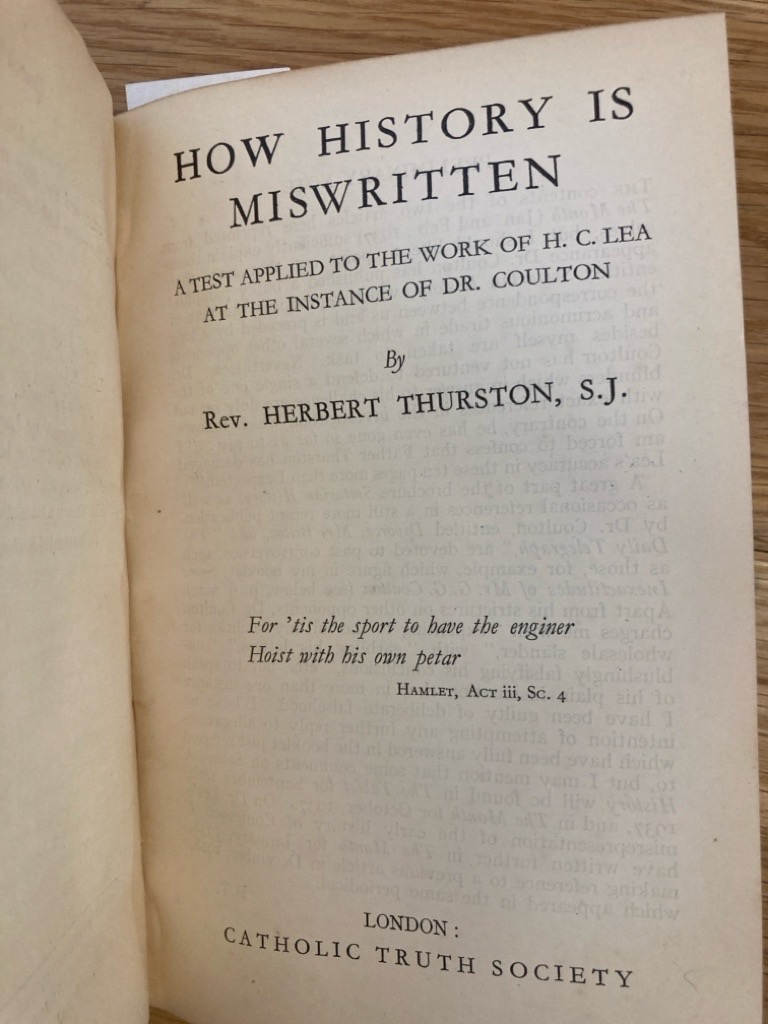 HOW HISTORY IS
MISWRITTEN
A TEST APPLIED TO THE WORK OF H. C. LEA
AT THE INSTANCE OF DR. COULTON
By
Rev. HERBERT THURSTON, S.J.
For 'tis the sport to have the enginer
Hoist with his own petar
HAMLET, ACT iii, Sc. 4
LONDON:
CATHOLIC TRUTH SOCIETY